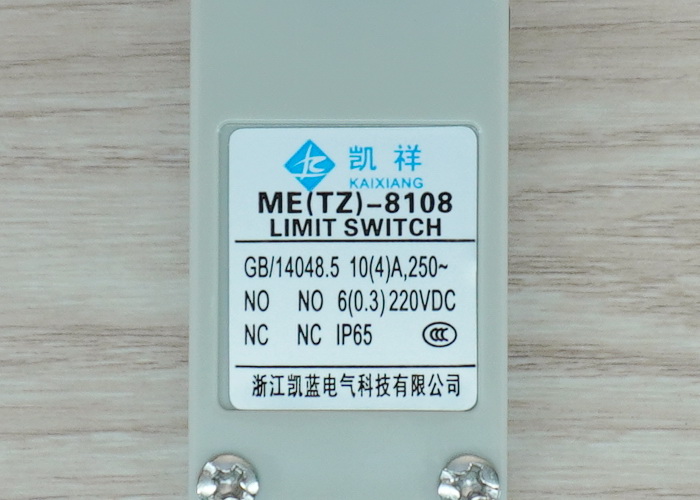 凯祥
KAIXIANG
ME(TZ)-8108
LIMIT SWITCH
GB/14048.5 10(4)A,250~
NO NO 6(0.3)220VDC
NC NC IP65 CCC
浙江凯蓝电气科技有限公司